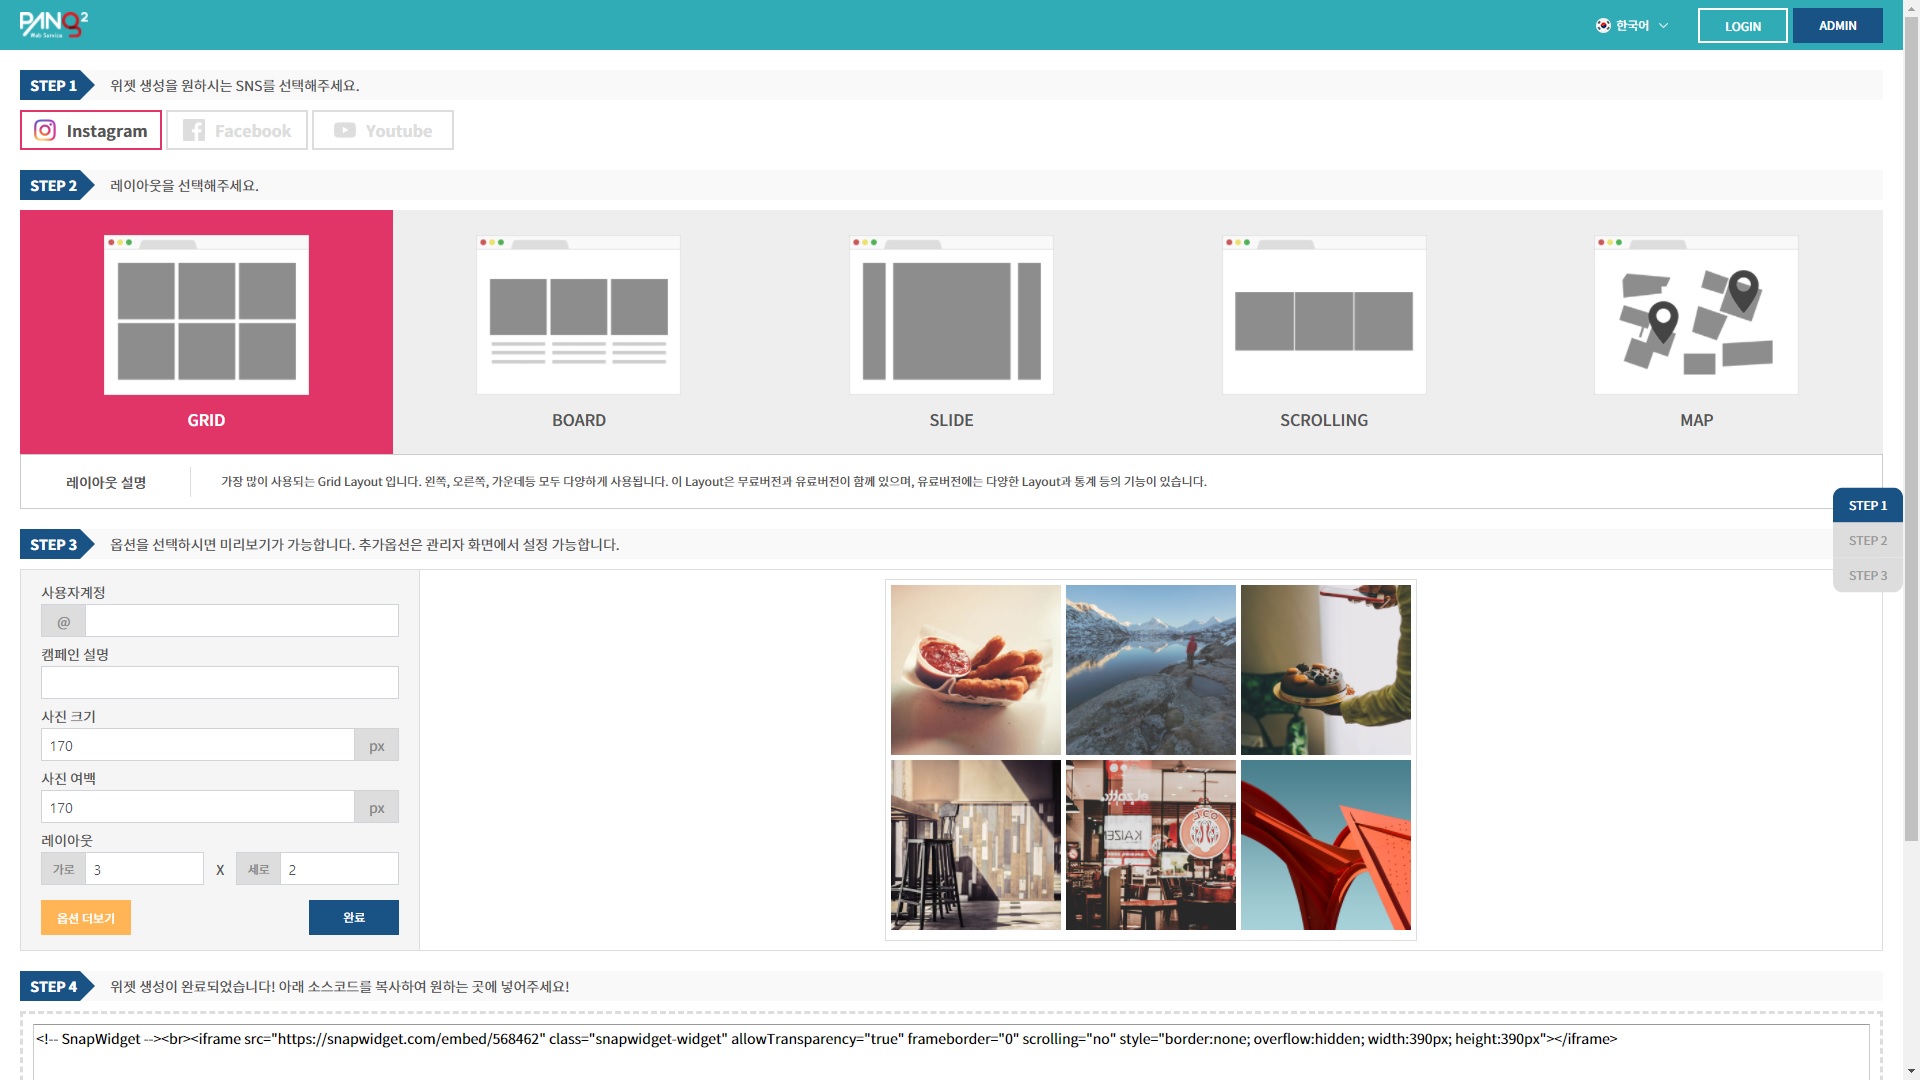 PANG2
Web Service
한국어
LOGIN
ADMIN
STEP 1
위젯 생성을 원하시는 SNS를 선택해주세요.
Instagram
Facebook
Youtube
STEP 2
레이아웃을 선택해주세요.
GRID
BOARD
SLIDE
SCROLLING
MAP
레이아웃 설명
가장 많이 사용되는 Grid Layout 입니다. 왼쪽, 오른쪽, 가운데등 모두 다양하게 사용됩니다. 이 Layout은 무료버전과 유료버전이 함께 있으며, 유료버전에는 다양한 Layout과 통계 등의 기능이 있습니다.
STEP 1
STEP 2
STEP 3
STEP 3
옵션을 선택하시면 미리보기가 가능합니다. 추가옵션은 관리자 화면에서 설정 가능합니다.
사용자계정
@
캠페인 설명
사진 크기
170 px
사진 여백
170 px
레이아웃
가로 3 X 세로 2
옵션 더보기
완료
KAIZEN
STEP 4
위젯 생성이 완료되었습니다! 아래 소스코드를 복사하여 원하는 곳에 넣어주세요!
<!-- SnapWidget --><br><iframe src="https://snapwidget.com/embed/568462" class="snapwidget-widget" allowTransparency="true" frameborder="0" scrolling="no" style="border:none; overflow:hidden; width:390px; height:390px"></iframe>